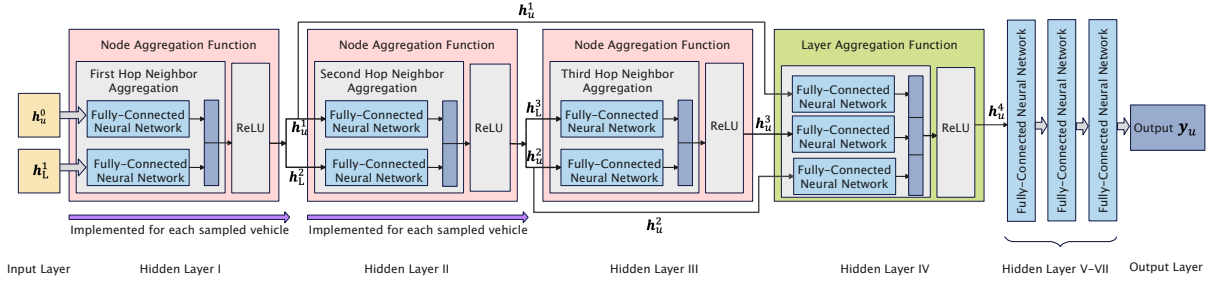 h_u^1
Node Aggregation Function
Node Aggregation Function
Node Aggregation Function
Layer Aggregation Function
First Hop Neighbor
Aggregation
ReLU
Second Hop Neighbor
Aggregation
ReLU
Third Hop Neighbor
Aggregation
ReLU
ReLU
h_u^0
h_L^1
Fully-Connected
Neural Network
Fully-Connected
Neural Network
h_u^1
h_L^2
Fully-Connected
Neural Network
Fully-Connected
Neural Network
h_L^3
h_u^2
Fully-Connected
Neural Network
Fully-Connected
Neural Network
h_u^3
Fully-Connected
Neural Network
Fully-Connected
Neural Network
Fully-Connected
Neural Network
h_u^4
Fully-Connected Neural Network
Fully-Connected Neural Network
Fully-Connected Neural Network
Output y_u
h_u^2
Implemented for each sampled vehicle
Implemented for each sampled vehicle
Input Layer
Hidden Layer I
Hidden Layer II
Hidden Layer III
Hidden Layer IV
Hidden Layer V-VII
Output Layer